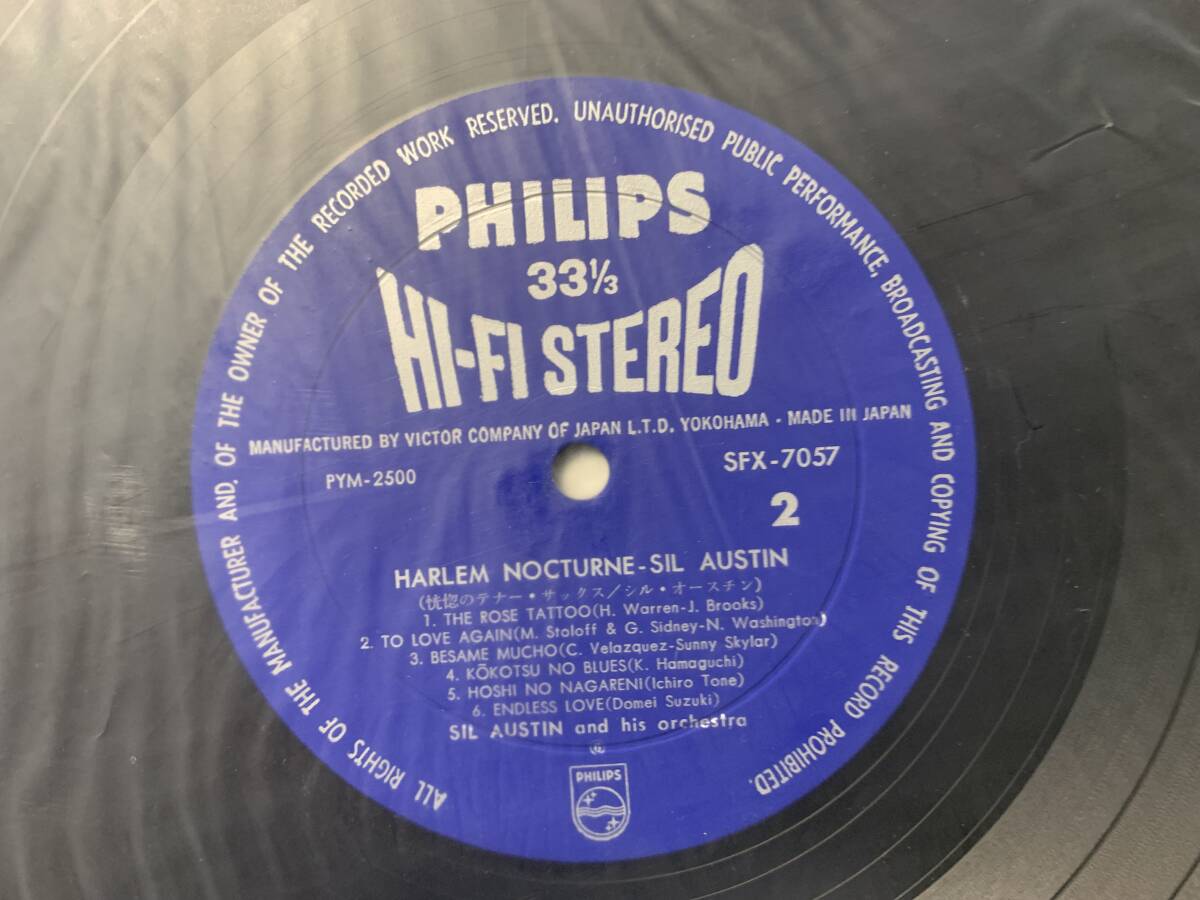 ALL RIGHTS OF THE MANUFACTURER AND, OF THE OWNER OF THE RECORDED WORK RESERVED. UNAUTHORISED PUBLIC PERFORMANCE, BROADCASTING AND COPYING OF THIS RECORD PROHIBITED.
PHILIPS
33⅓
HI-FI STEREO
MANUFACTURED BY VICTOR COMPANY OF JAPAN L.T.D. YOKOHAMA · MADE IN JAPAN
PYM-2500
SFX-7057
2
HARLEM NOCTURNE-SIL AUSTIN
(恍惚のテナー・サックス/シル・オースチン)
1. THE ROSE TATTOO(H. Warren-J. Brooks)
2. TO LOVE AGAIN(M. Stoloff & G. Sidney-N. Washington)
3. BESAME MUCHO(C. Velazquez-Sunny Skylar)
4. KŌKOTSU NO BLUES(K. Hamaguchi)
5. HOSHI NO NAGARENI(Ichiro Tone)
6. ENDLESS LOVE(Domei Suzuki)
SIL AUSTIN and his orchestra
PHILIPS